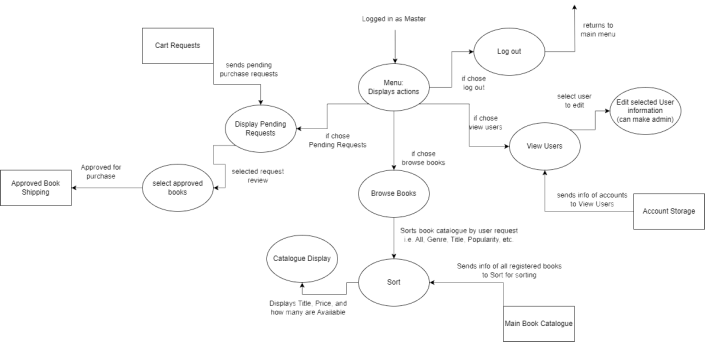 Logged in as Master
returns to
main menu
Cart Requests
Log out
sends pending
purchase requests
Menu:
Displays actions
if chose
log out
select user
to edit
Edit selected User
information
(can make admin)
Display Pending
Requests
if chose
Pending Requests
if chose
view users
View Users
if chose
browse books
Approved for
purchase
selected request
review
Approved Book
Shipping
select approved
books
Browse Books
sends info of accounts
to View Users
Account Storage
Sorts book catalogue by user request
i.e. All, Genre, Title, Popularity, etc.
Catalogue Display
Sort
Sends info of all registered books
to Sort for sorting
Displays Title, Price, and
how many are Available
Main Book Catalogue